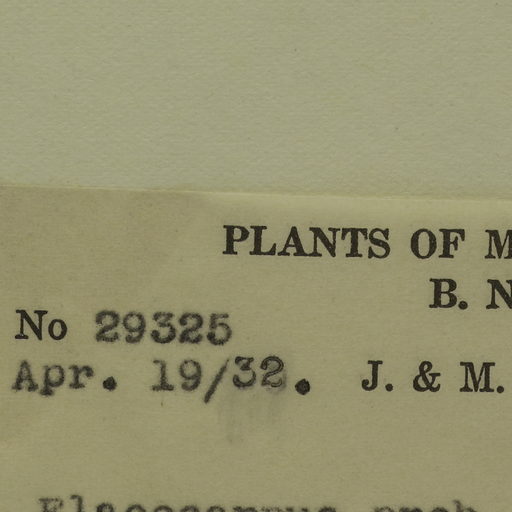 PLANTS OF M
B. N
No 29325
Apr. 19/32. J. & M.